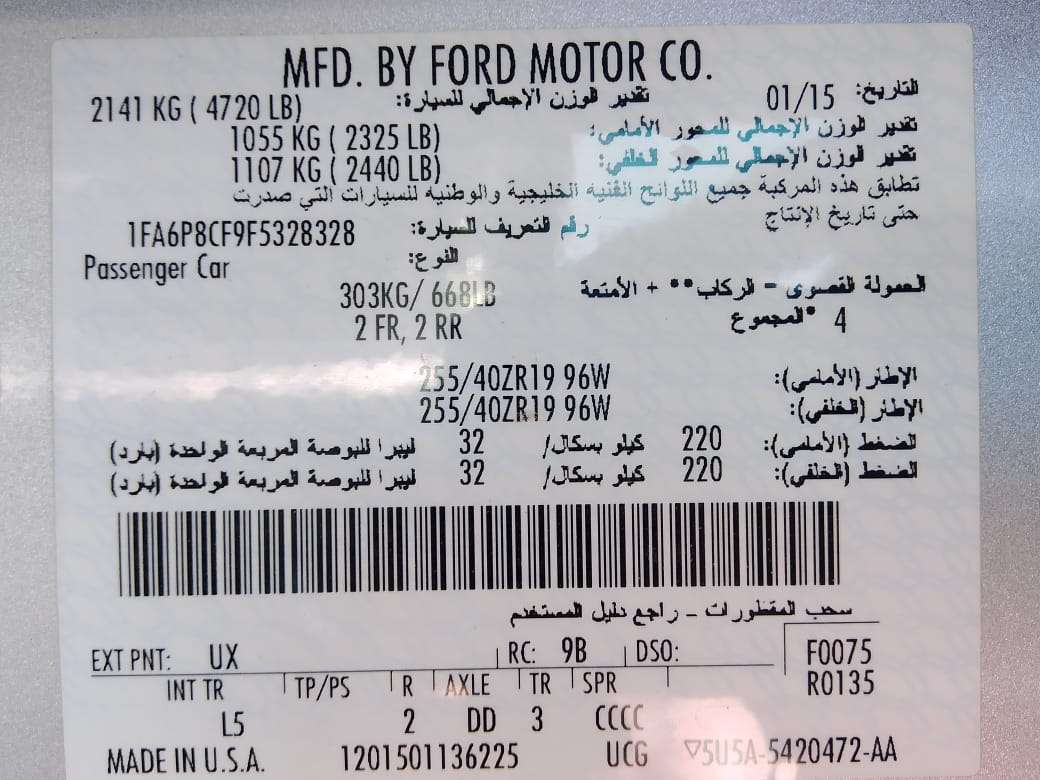 MFD. BY FORD MOTOR CO.
التاريخ: 01/15 تقدير الوزن الإجمالي للسيارة: 2141 KG ( 4720 LB)
تقدير الوزن الإجمالي للمحور الأمامي: 1055 KG ( 2325 LB)
تقدير الوزن الإجمالي للمحور الخلفي: 1107 KG ( 2440 LB)
تطابق هذه المركبة جميع اللوائح الفنيه الخليجية والوطنيه للسيارات التي صدرت
حتى تاريخ الإنتاج
رقم التعريف للسيارة: 1FA6P8CF9F5328328
النوع: Passenger Car
الحمولة القصوى - الركاب** + الأمتعة 303KG/ 668LB
4 المجموع* 2 FR, 2 RR
الإطار (الأمامي): 255/40ZR19 96W
الإطار (الخلفي): 255/40ZR19 96W
الضغط (الأمامي): 220 كيلو بسكال/ 32 ليبرا للبوصة المربعة الواحدة (بارد)
الضغط (الخلفي): 220 كيلو بسكال/ 32 ليبرا للبوصة المربعة الواحدة (بارد)
سحب المقطورات - راجع دليل المستخدم
EXT PNT: UX RC: 9B DSO: F0075
INT TR TP/PS R AXLE TR SPR R0135
L5 2 DD 3 CCCC
MADE IN U.S.A. 1201501136225 UCG ▽5U5A-5420472-AA